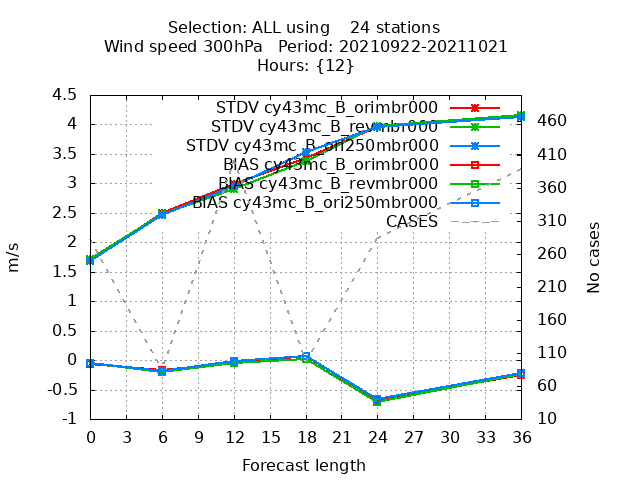 Selection: ALL using    24 stations
Wind speed 300hPa   Period: 20210922-20211021
Hours: {12}
STDV cy43mc_B_orimbr000
STDV cy43mc_B_revmbr000
STDV cy43mc_B_ori250mbr000
BIAS cy43mc_B_orimbr000
BIAS cy43mc_B_revmbr000
BIAS cy43mc_B_ori250mbr000
CASES
4.5
4
3.5
3
2.5
2
1.5
1
0.5
0
-0.5
-1
m/s
460
410
360
310
260
210
160
110
60
10
No cases
0 3 6 9 12 15 18 21 24 27 30 33 36
Forecast length